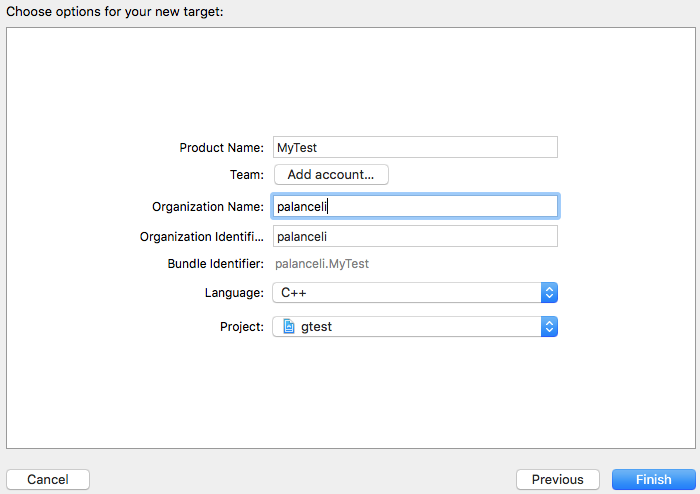 Choose options for your new target:
Product Name: MyTest
Team: Add account...
Organization Name: palanceli
Organization Identifi... palanceli
Bundle Identifier: palanceli.MyTest
Language: C++
Project: gtest
Cancel Previous Finish